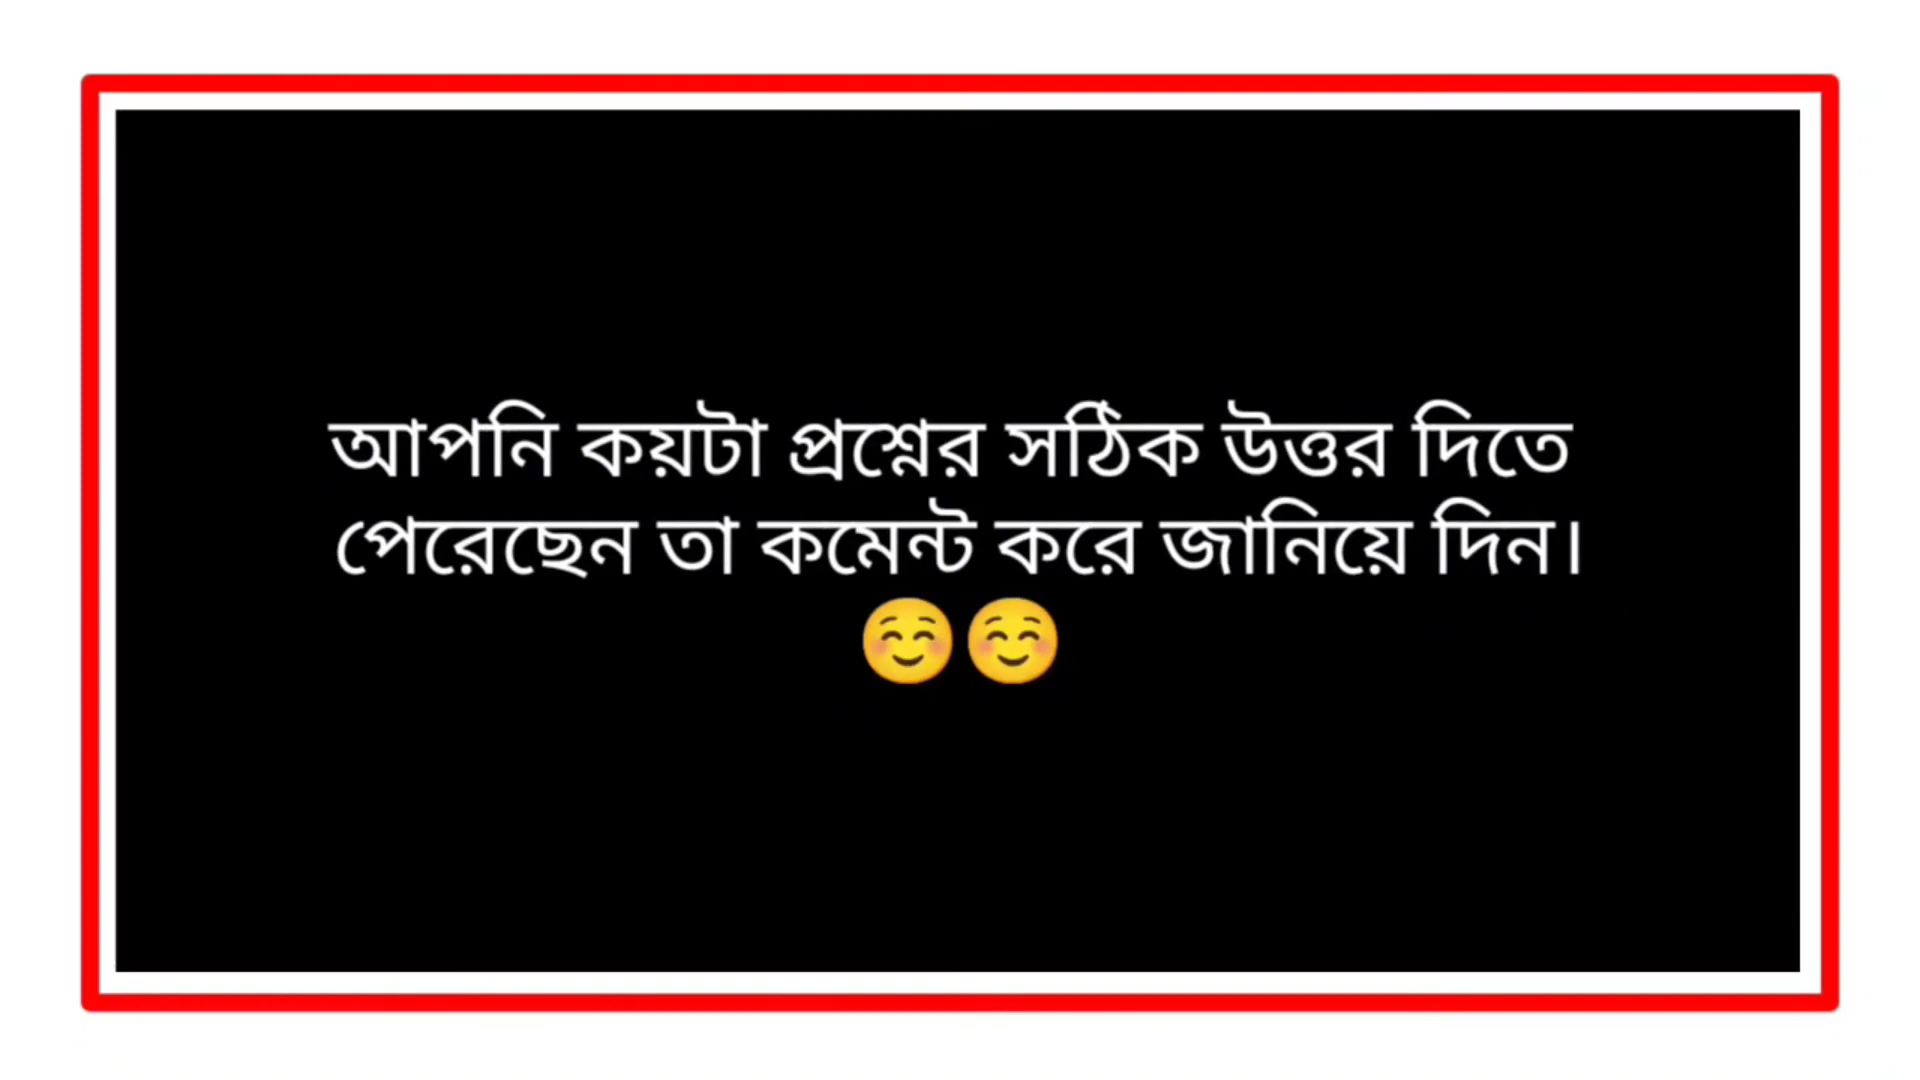 আপনি কয়টা প্রশ্নের সঠিক উত্তর দিতে
পেরেছেন তা কমেন্ট করে জানিয়ে দিন।
☺️☺️